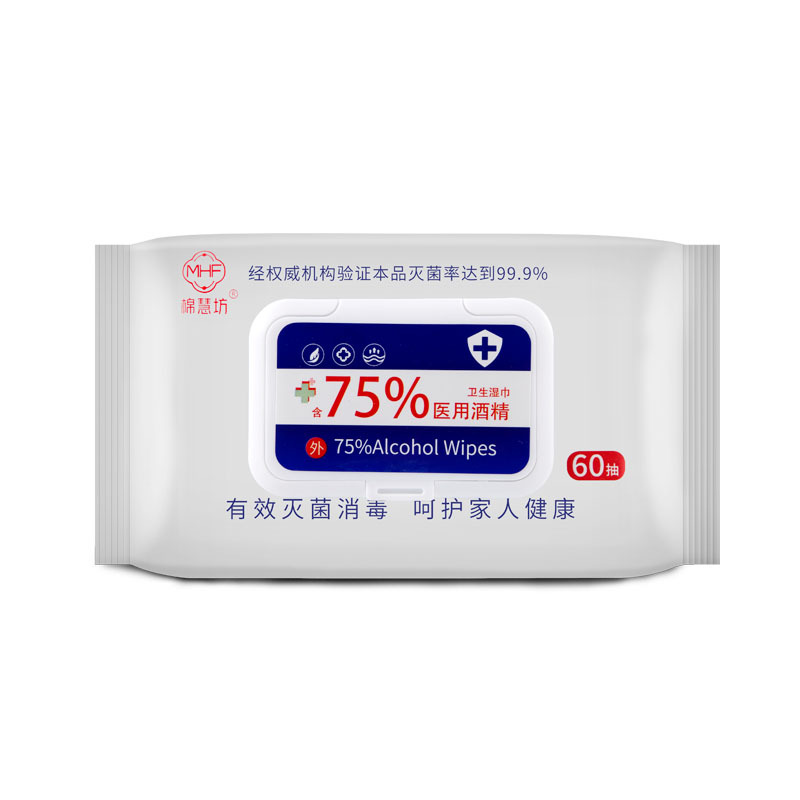 MHF
棉慧坊®
经权威机构验证本品灭菌率达到99.9%
卫生湿巾
含75%医用酒精
外 75%Alcohol Wipes
60抽
有效灭菌消毒 呵护家人健康